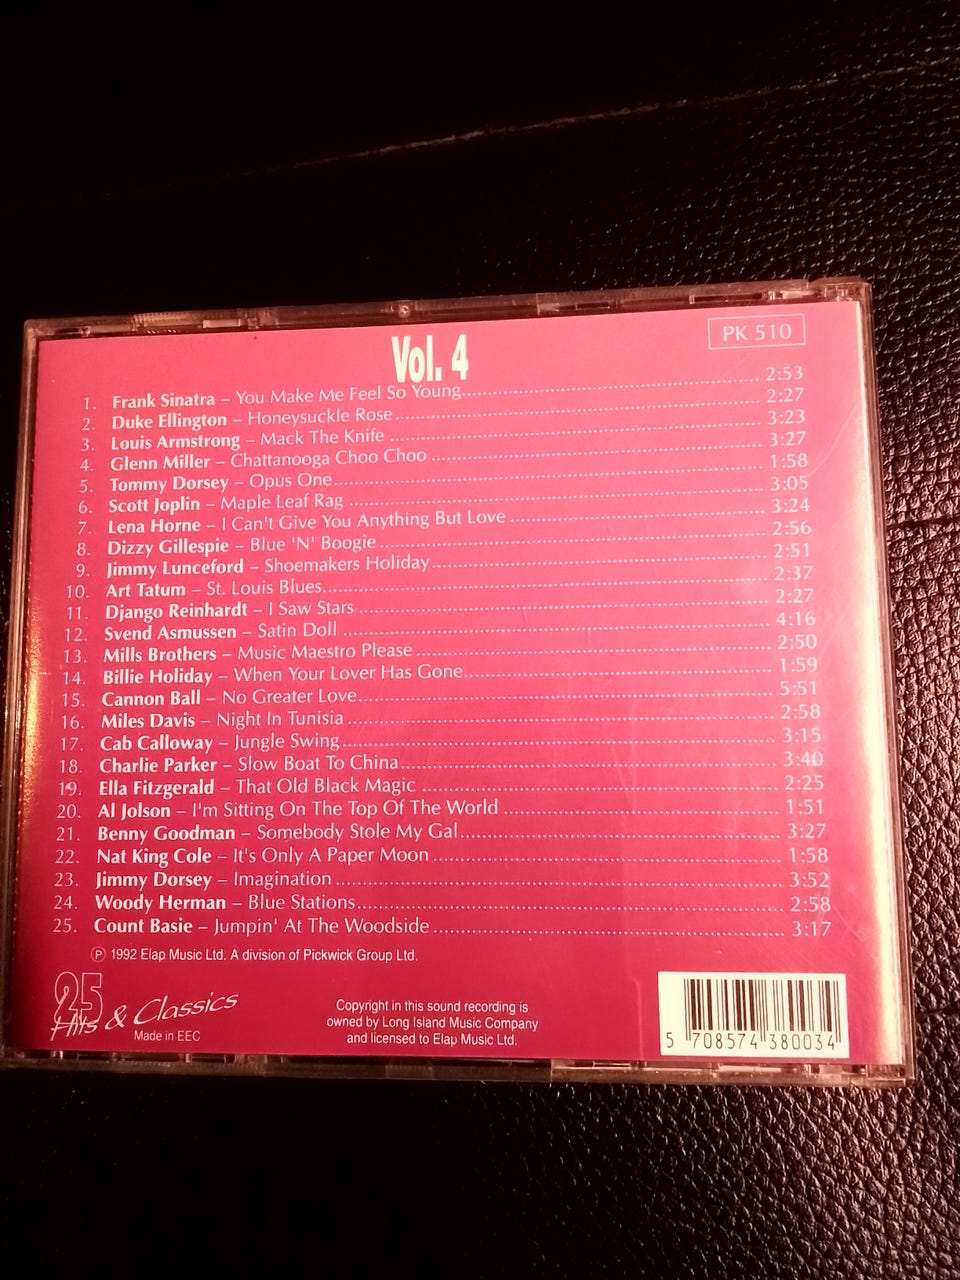 Vol. 4
PK 510
1. Frank Sinatra – You Make Me Feel So Young 2:53
2. Duke Ellington – Honeysuckle Rose 2:27
3. Louis Armstrong – Mack The Knife 3:23
4. Glenn Miller – Chattanooga Choo Choo 3:27
5. Tommy Dorsey – Opus One 1:58
6. Scott Joplin – Maple Leaf Rag 3:05
7. Lena Horne – I Can't Give You Anything But Love 3:24
8. Dizzy Gillespie – Blue 'N' Boogie 2:56
9. Jimmy Lunceford – Shoemakers Holiday 2:51
10. Art Tatum – St. Louis Blues 2:37
11. Django Reinhardt – I Saw Stars 2:27
12. Svend Asmussen – Satin Doll 4:16
13. Mills Brothers – Music Maestro Please 2:50
14. Billie Holiday – When Your Lover Has Gone 1:59
15. Cannon Ball – No Greater Love 5:51
16. Miles Davis – Night In Tunisia 2:58
17. Cab Calloway – Jungle Swing 3:15
18. Charlie Parker – Slow Boat To China 3:40
19. Ella Fitzgerald – That Old Black Magic 2:25
20. Al Jolson – I'm Sitting On The Top Of The World 1:51
21. Benny Goodman – Somebody Stole My Gal 3:27
22. Nat King Cole – It's Only A Paper Moon 1:58
23. Jimmy Dorsey – Imagination 3:52
24. Woody Herman – Blue Stations 2:58
25. Count Basie – Jumpin' At The Woodside 3:17
Ⓟ 1992 Elap Music Ltd. A division of Pickwick Group Ltd.
25
Hits & Classics
Made in EEC
Copyright in this sound recording is
owned by Long Island Music Company
and licensed to Elap Music Ltd.
5 708574 380034